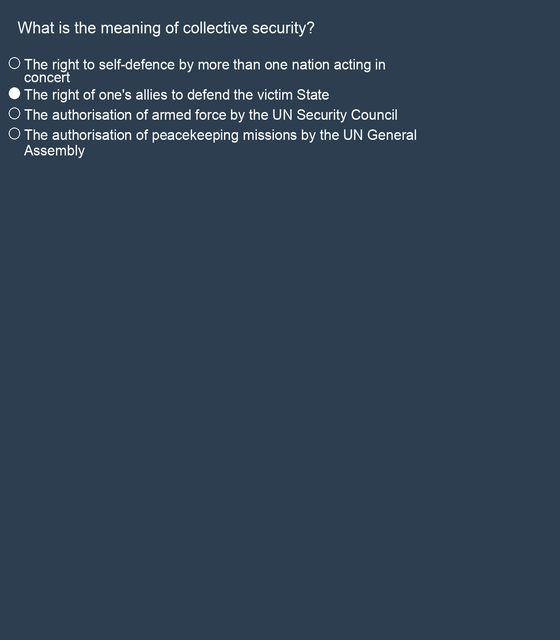 What is the meaning of collective security?
The right to self-defence by more than one nation acting in
concert
The right of one's allies to defend the victim State
The authorisation of armed force by the UN Security Council
The authorisation of peacekeeping missions by the UN General
Assembly